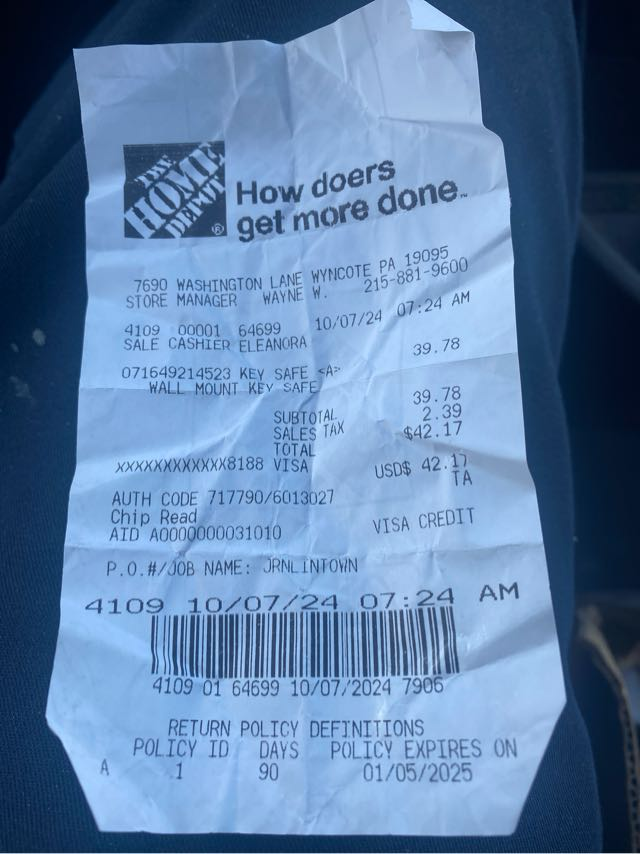 THE HOME DEPOT ®
How doers
get more done™
7690 WASHINGTON LANE WYNCOTE PA 19095
STORE MANAGER WAYNE W. 215-881-9600
4109 00001 64699 10/07/24 07:24 AM
SALE CASHIER ELEANORA
071649214523 KEY SAFE <A> 39.78
WALL MOUNT KEY SAFE
SUBTOTAL 39.78
SALES TAX 2.39
TOTAL $42.17
XXXXXXXXXXXX8188 VISA
USD$ 42.17
TA
AUTH CODE 717790/6013027
Chip Read
AID A0000000031010 VISA CREDIT
P.O.#/JOB NAME: JRNLINTOWN
4109 10/07/24 07:24 AM
4109 01 64699 10/07/2024 7906
RETURN POLICY DEFINITIONS
POLICY ID DAYS POLICY EXPIRES ON
A 1 90 01/05/2025